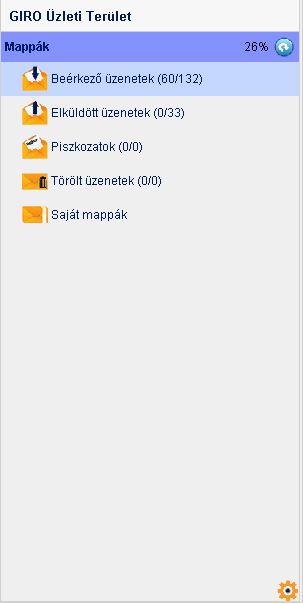 GIRO Üzleti Terület
Mappák 26%
Beérkező üzenetek (60/132)
Elküldött üzenetek (0/33)
Piszkozatok (0/0)
Törölt üzenetek (0/0)
Saját mappák